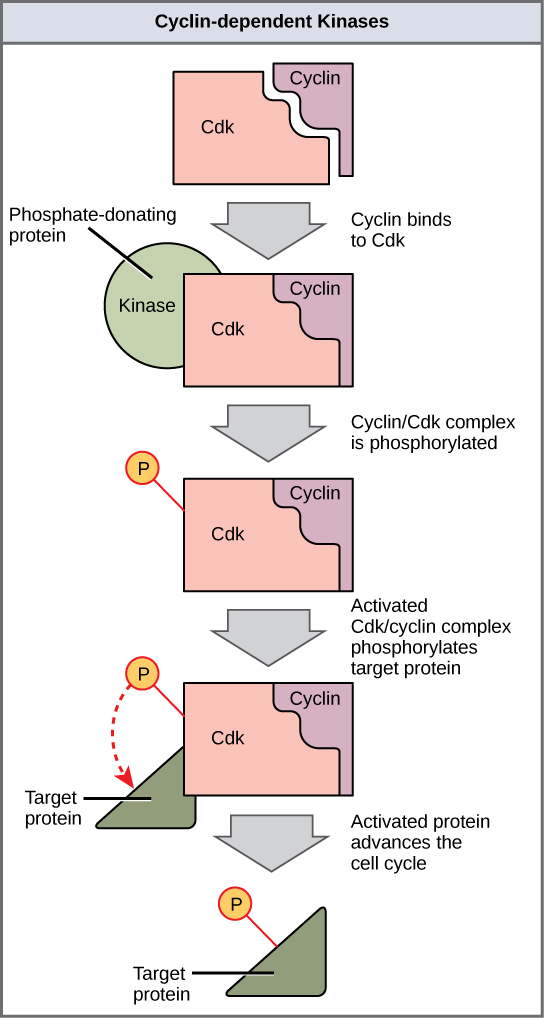 Cyclin-dependent Kinases
Cyclin
Cdk
Phosphate-donating
protein
Cyclin binds
to Cdk
Cyclin
Kinase
Cdk
Cyclin/Cdk complex
is phosphorylated
P
Cyclin
Cdk
Activated
Cdk/cyclin complex
phosphorylates
target protein
P
Cyclin
Cdk
Target
protein
Activated protein
advances the
cell cycle
P
Target
protein